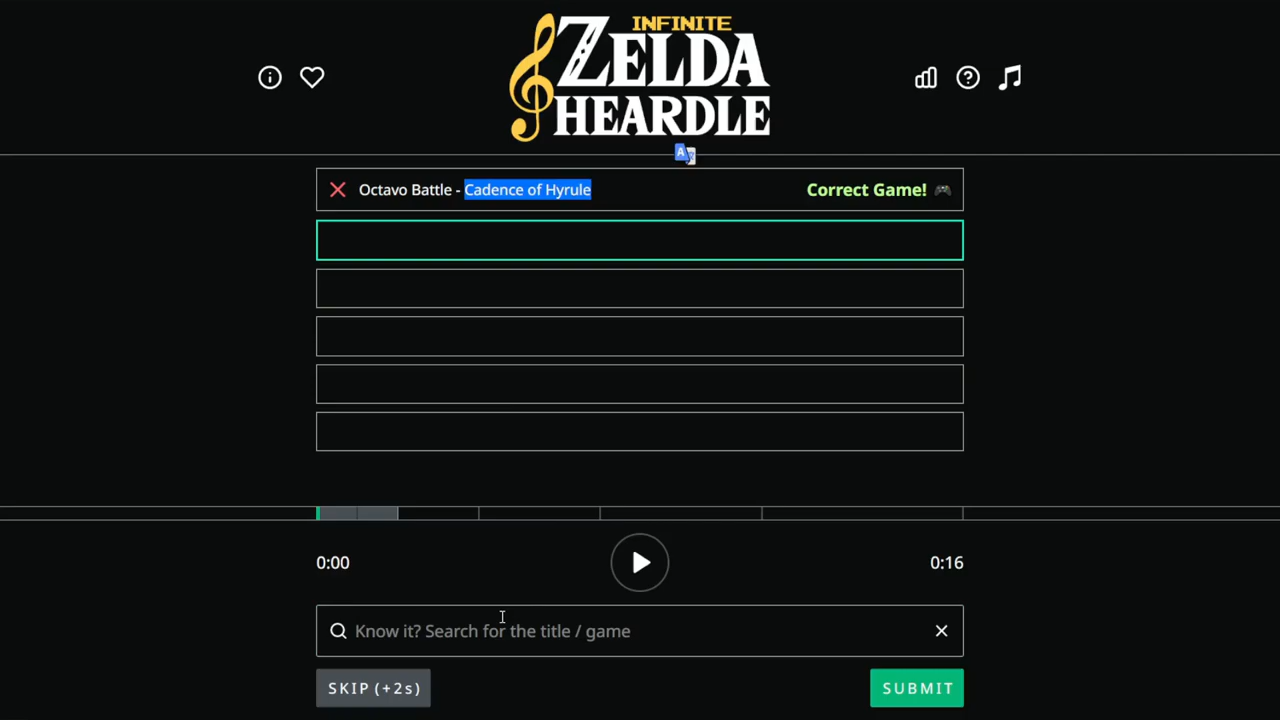 INFINITE
ZELDA
HEARDLE
Octavo Battle - Cadence of Hyrule
Correct Game!
0:00
0:16
Know it? Search for the title / game
SKIP (+2s)
SUBMIT